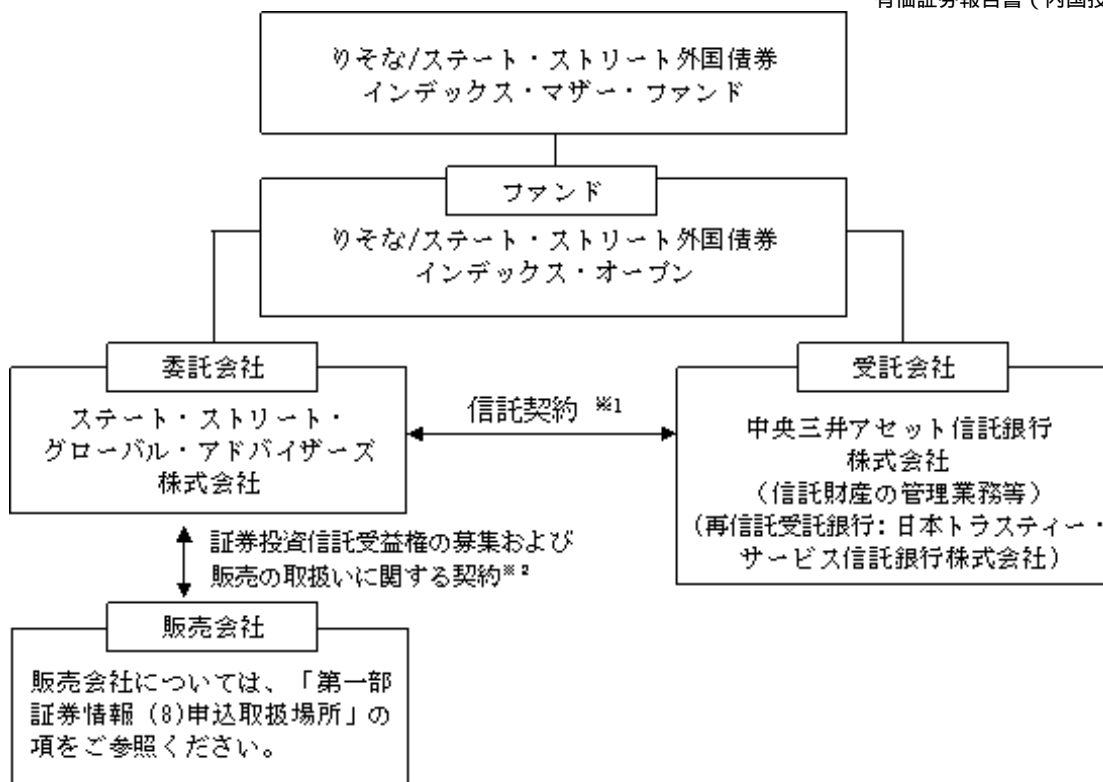 有価証券報告書（内国投
りそな/ステート・ストリート外国債券
インデックス・マザー・ファンド
ファンド
りそな/ステート・ストリート外国債券
インデックス・オープン
委託会社
ステート・ストリート・
グローバル・アドバイザーズ
株式会社
信託契約 ※1
受託会社
中央三井アセット信託銀行
株式会社
（信託財産の管理業務等）
(再信託受託銀行: 日本トラスティー・
サービス信託銀行株式会社）
証券投資信託受益権の募集および
販売の取扱いに関する契約※2
販売会社
販売会社については、「第一部
証券情報 (8)申込取扱場所」の
項をご参照ください。